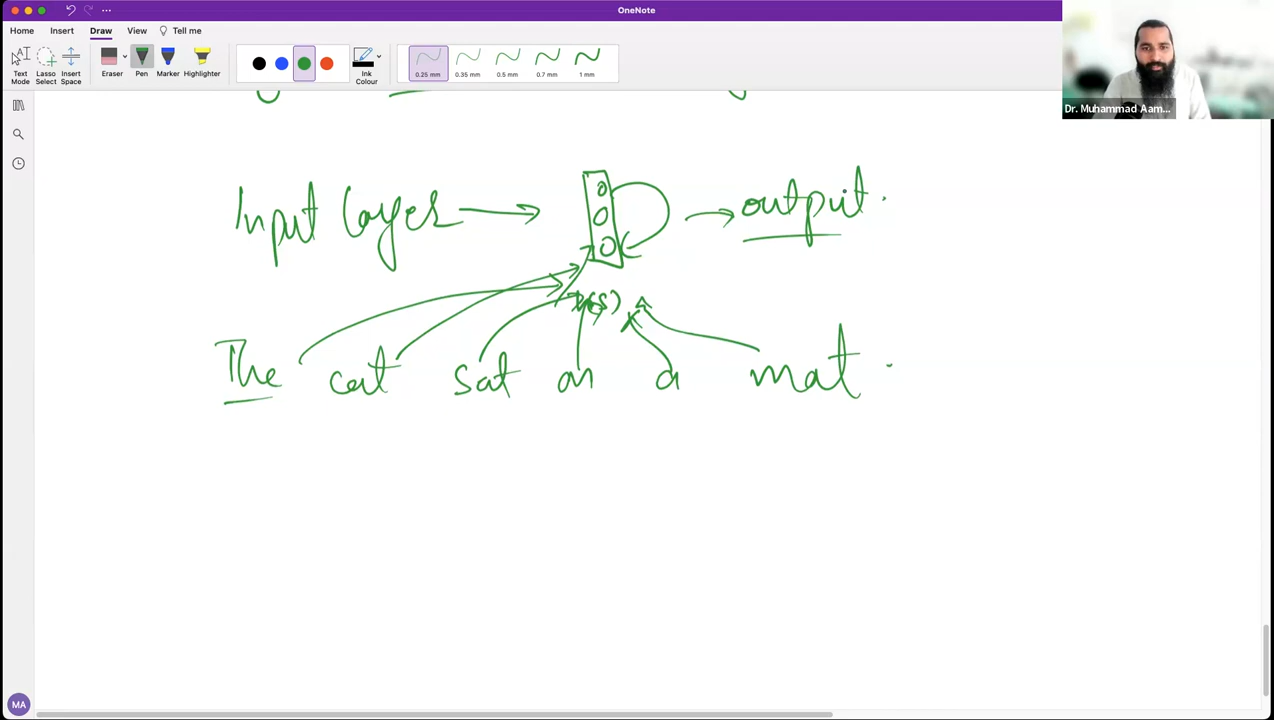 OneNote
Home Insert Draw View Tell me
Text Mode Lasso Select Insert Space Eraser Pen Marker Highlighter Ink Colour 0.25 mm 0.35 mm 0.5 mm 0.7 mm 1 mm
Dr. Muhammad Aam...
Input layer → output.
The cat sat on a mat.
MA